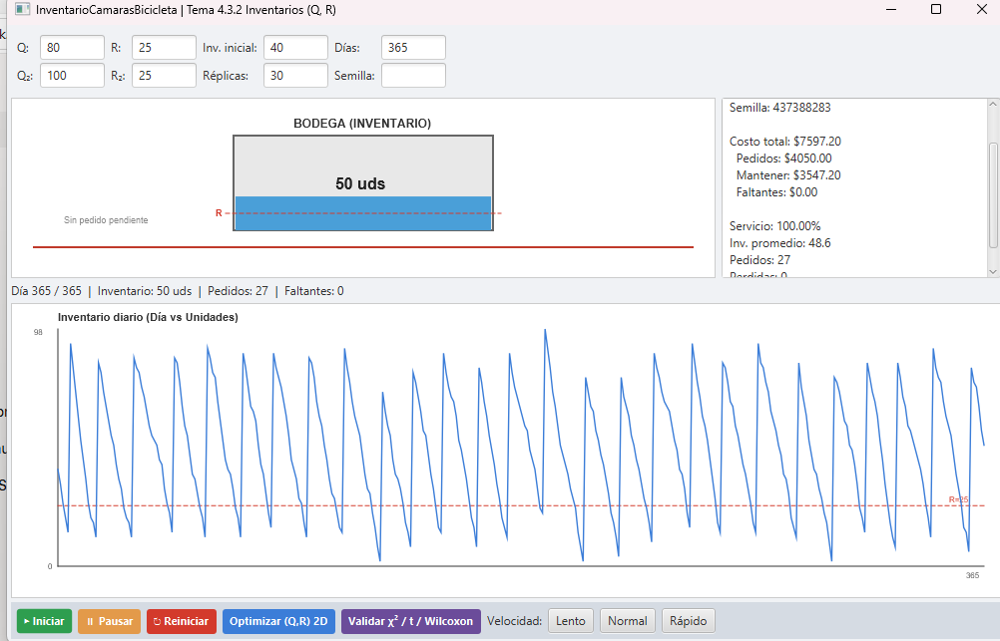 InventarioCamarasBicicleta | Tema 4.3.2 Inventarios (Q, R)
Q: 80 R: 25 Inv. inicial: 40 Días: 365
Q₂: 100 R₂: 25 Réplicas: 30 Semilla:
BODEGA (INVENTARIO)
50 uds
R
Sin pedido pendiente
Semilla: 437388283
Costo total: $7597.20
Pedidos: $4050.00
Mantener: $3547.20
Faltantes: $0.00
Servicio: 100.00%
Inv. promedio: 48.6
Pedidos: 27
Perdidas: 0
Día 365 / 365 | Inventario: 50 uds | Pedidos: 27 | Faltantes: 0
Inventario diario (Día vs Unidades)
98
R=25
0
365
Iniciar Pausar Reiniciar Optimizar (Q,R) 2D Validar χ² / t / Wilcoxon Velocidad: Lento Normal Rápido